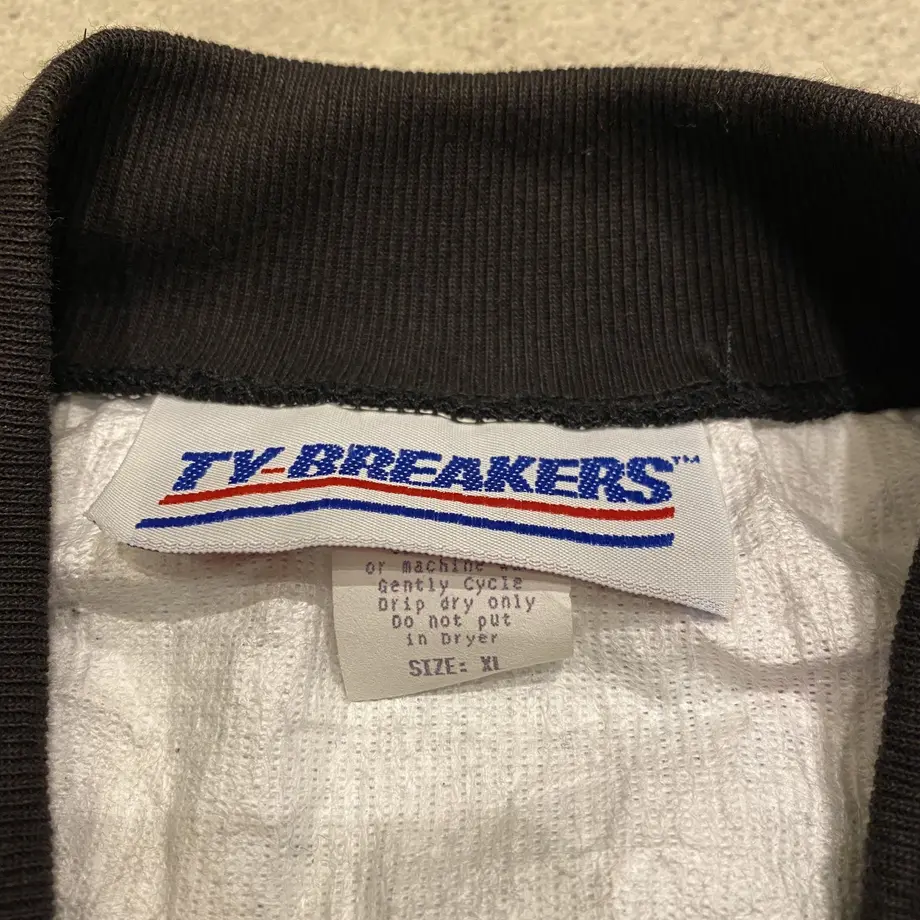 TY-BREAKERS™
or machine
Gently Cycle
Drip dry only
Do not put
in Dryer
SIZE: XL